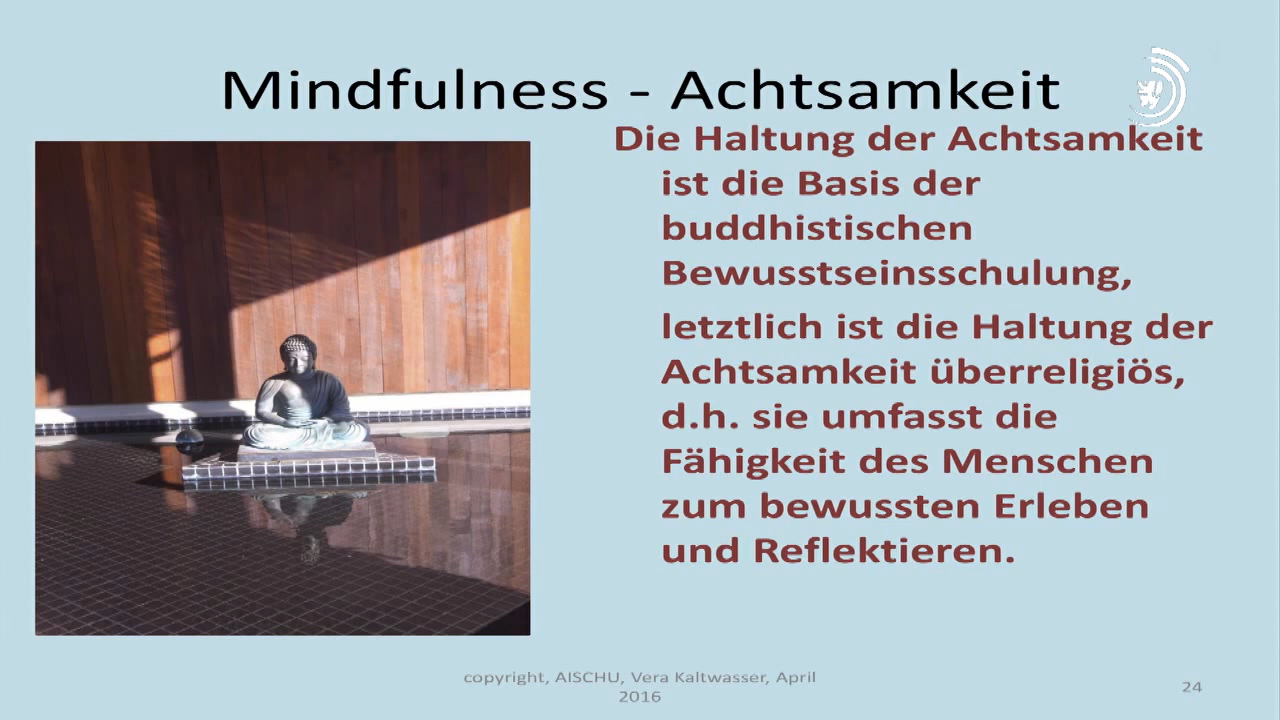 Mindfulness - Achtsamkeit
Die Haltung der Achtsamkeit
ist die Basis der
buddhistischen
Bewusstseinsschulung,
letztlich ist die Haltung der
Achtsamkeit überreligiös,
d.h. sie umfasst die
Fähigkeit des Menschen
zum bewussten Erleben
und Reflektieren.
copyright, AISCHU, Vera Kaltwasser, April
2016
24